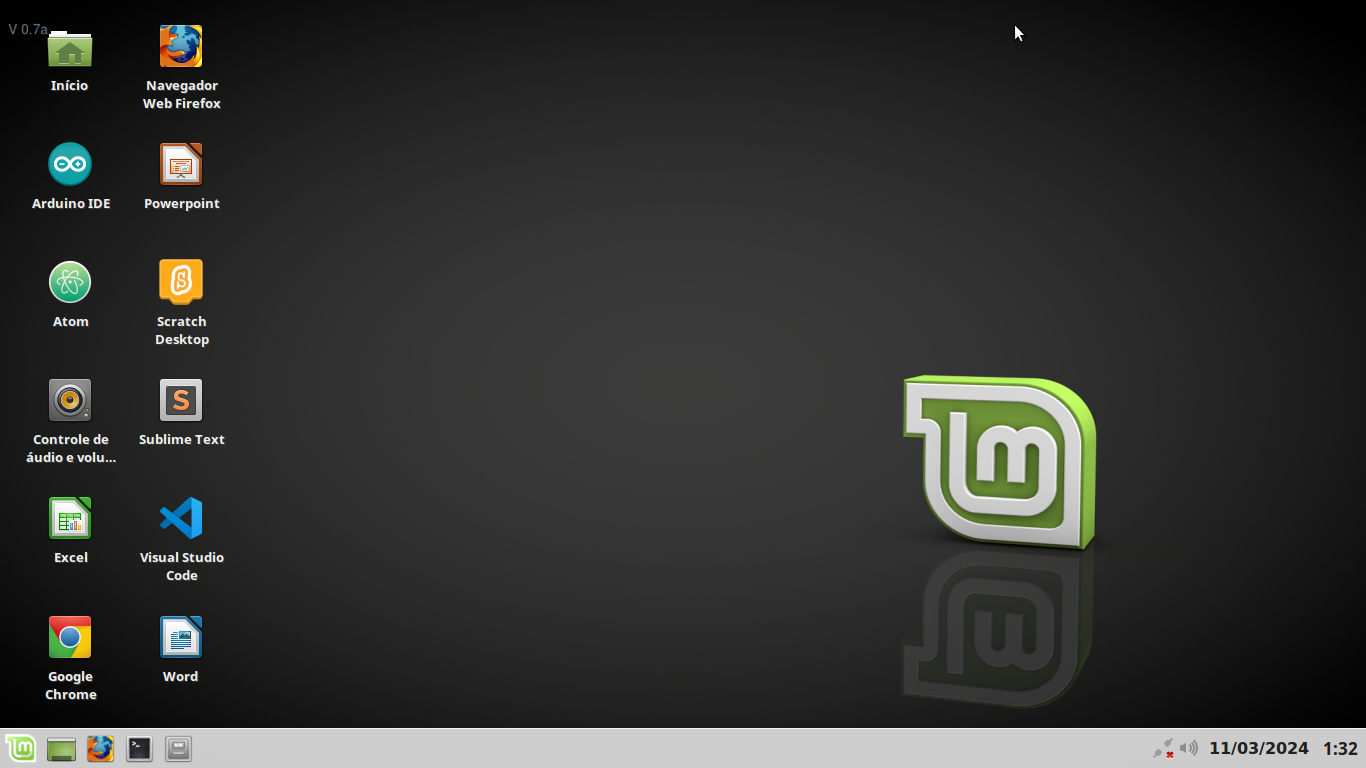 V 0.7a
Início
Navegador
Web Firefox
Arduino IDE
Powerpoint
Atom
Scratch
Desktop
Controle de
áudio e volu...
Sublime Text
Excel
Visual Studio
Code
Google
Chrome
Word
11/03/2024 1:32